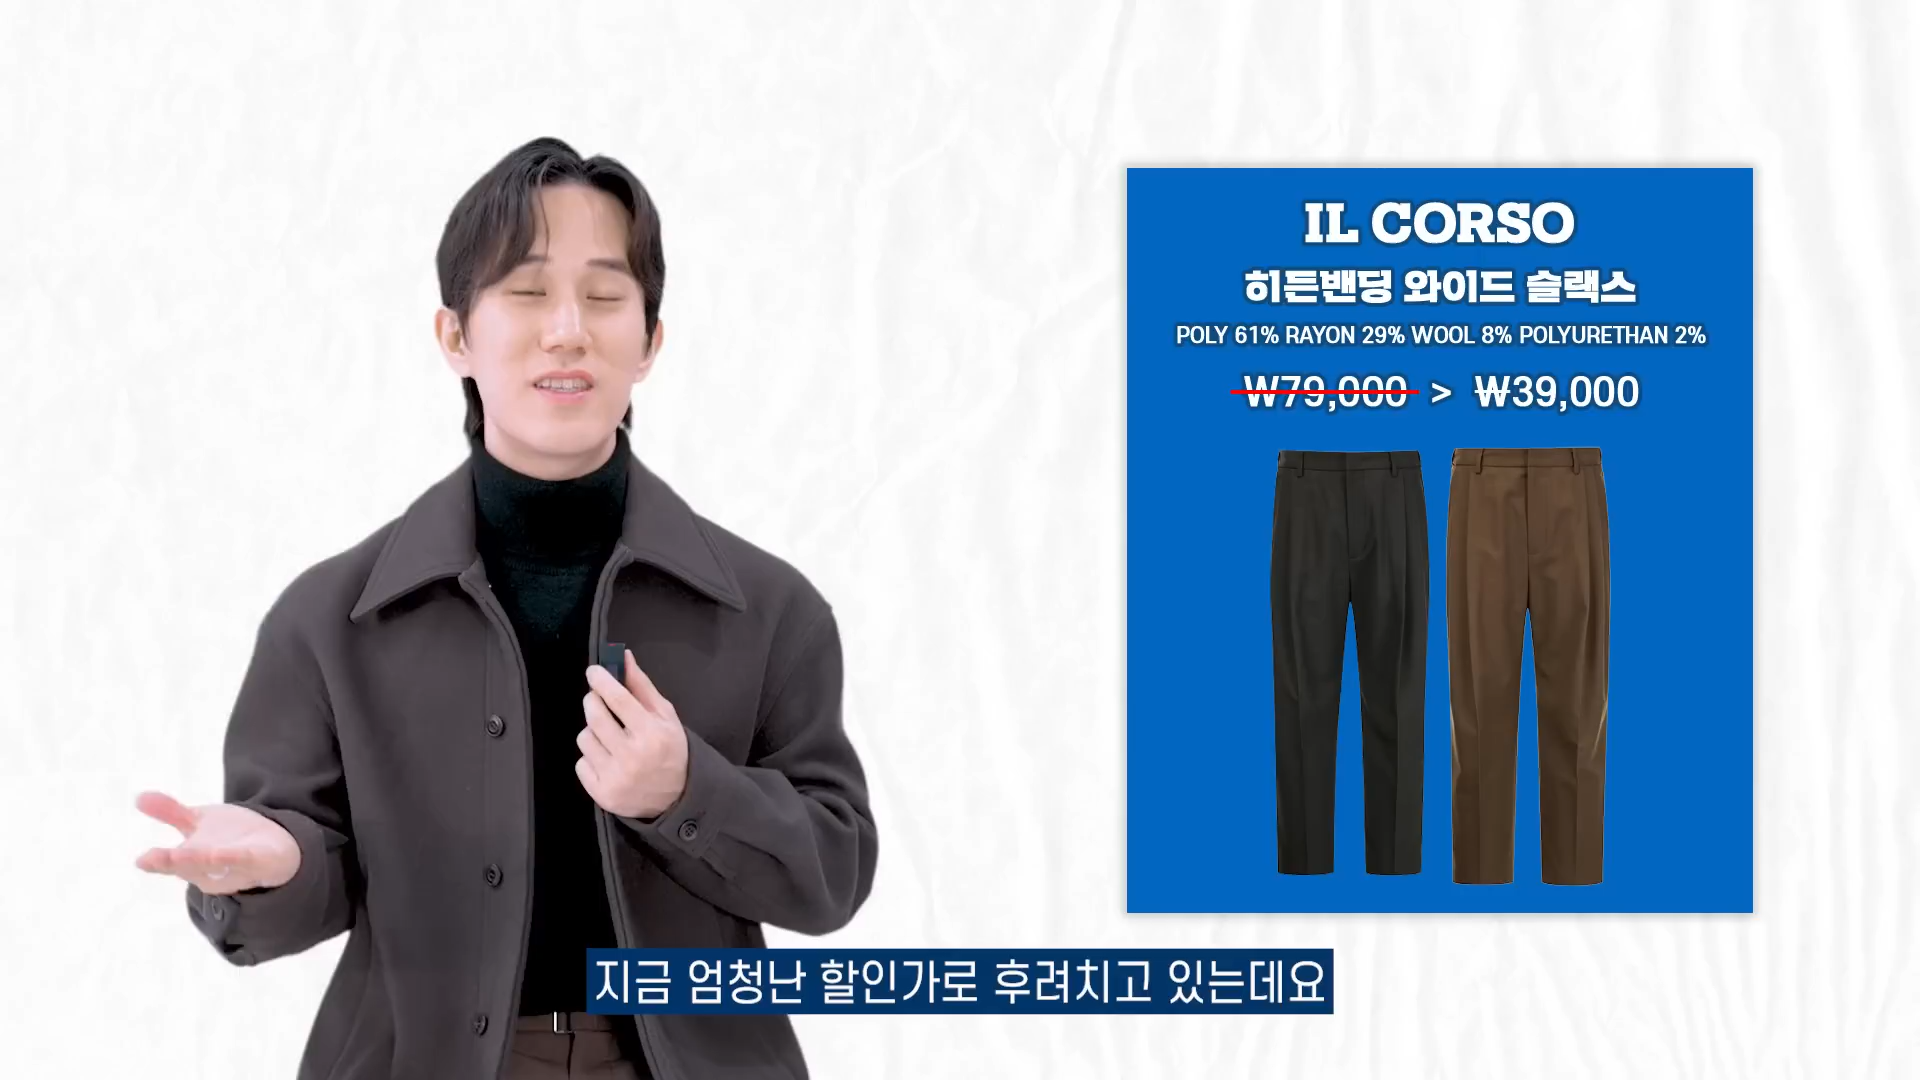 IL CORSO
히든밴딩 와이드 슬랙스
POLY 61% RAYON 29% WOOL 8% POLYURETHAN 2%
₩79,000 > ₩39,000
지금 엄청난 할인가로 후려치고 있는데요